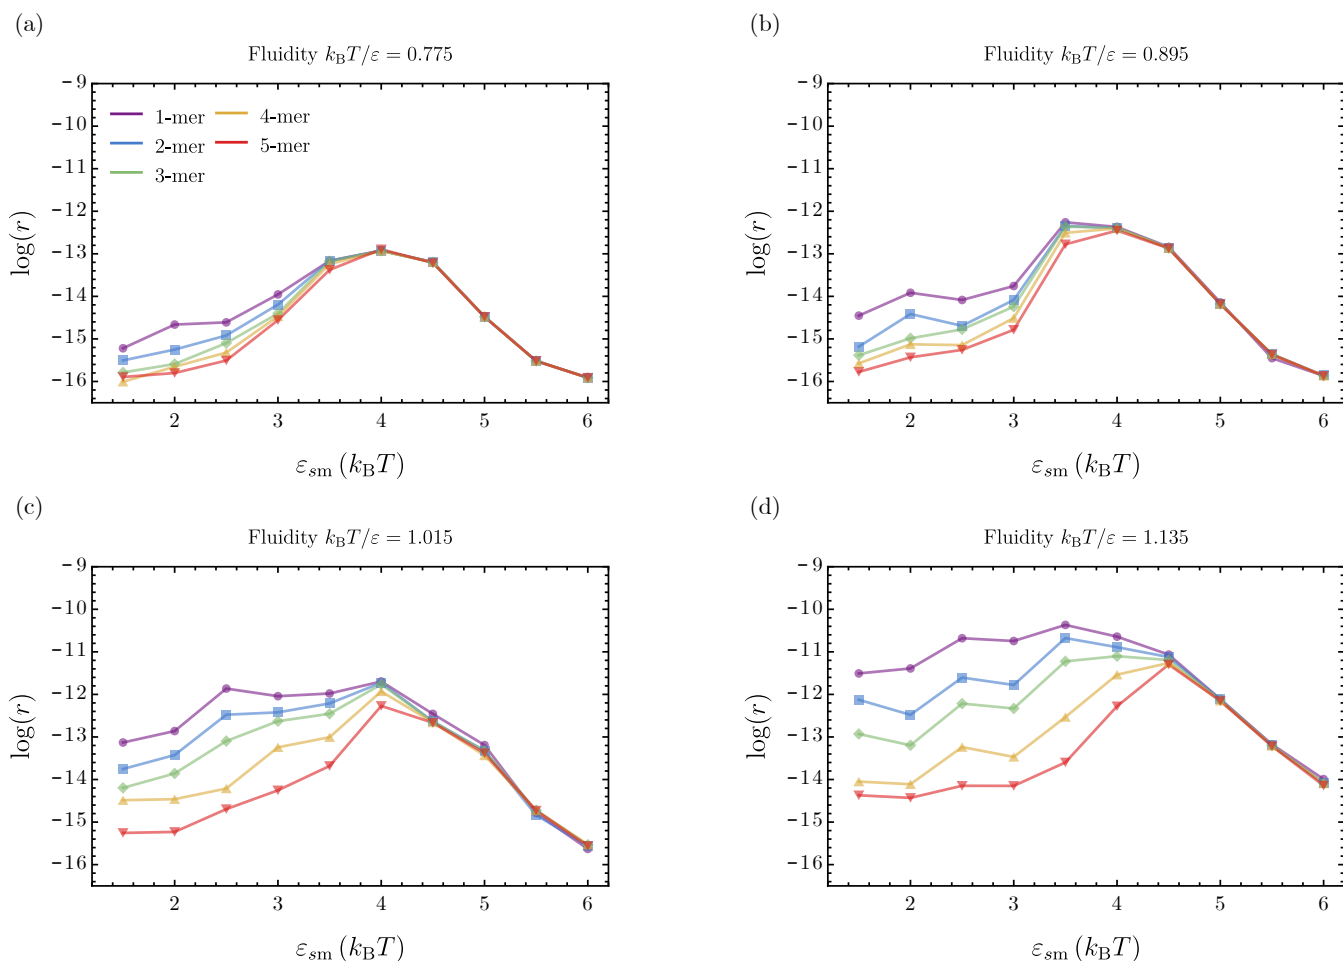 (a)
Fluidity k_BT/ε = 0.775
−9
−10
−11
−12
−13
−14
−15
−16
log(r)
1-mer
2-mer
3-mer
4-mer
5-mer
2 3 4 5 6
ε_sm (k_BT)
(b)
Fluidity k_BT/ε = 0.895
−9
−10
−11
−12
−13
−14
−15
−16
log(r)
2 3 4 5 6
ε_sm (k_BT)
(c)
Fluidity k_BT/ε = 1.015
−9
−10
−11
−12
−13
−14
−15
−16
log(r)
2 3 4 5 6
ε_sm (k_BT)
(d)
Fluidity k_BT/ε = 1.135
−9
−10
−11
−12
−13
−14
−15
−16
log(r)
2 3 4 5 6
ε_sm (k_BT)